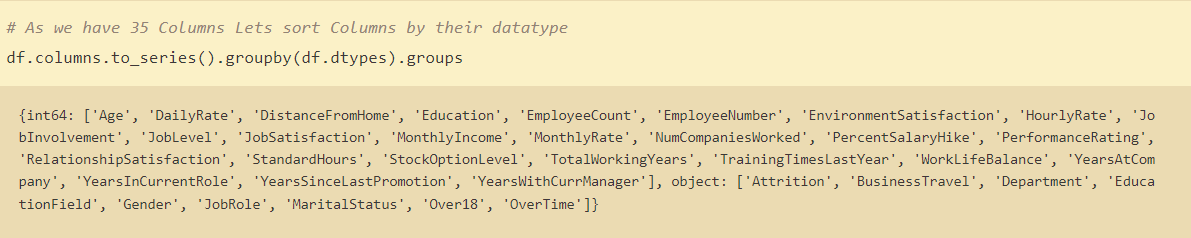 # As we have 35 Columns Lets sort Columns by their datatype
df.columns.to_series().groupby(df.dtypes).groups
{int64: ['Age', 'DailyRate', 'DistanceFromHome', 'Education', 'EmployeeCount', 'EmployeeNumber', 'EnvironmentSatisfaction', 'HourlyRate', 'Jo
bInvolvement', 'JobLevel', 'JobSatisfaction', 'MonthlyIncome', 'MonthlyRate', 'NumCompaniesWorked', 'PercentSalaryHike', 'PerformanceRating',
'RelationshipSatisfaction', 'StandardHours', 'StockOptionLevel', 'TotalWorkingYears', 'TrainingTimesLastYear', 'WorkLifeBalance', 'YearsAtCom
pany', 'YearsInCurrentRole', 'YearsSinceLastPromotion', 'YearsWithCurrManager'], object: ['Attrition', 'BusinessTravel', 'Department', 'Educa
tionField', 'Gender', 'JobRole', 'MaritalStatus', 'Over18', 'OverTime']}